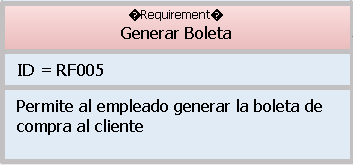 �Requirement�
Generar Boleta
ID = RF005
Permite al empleado generar la boleta de
compra al cliente